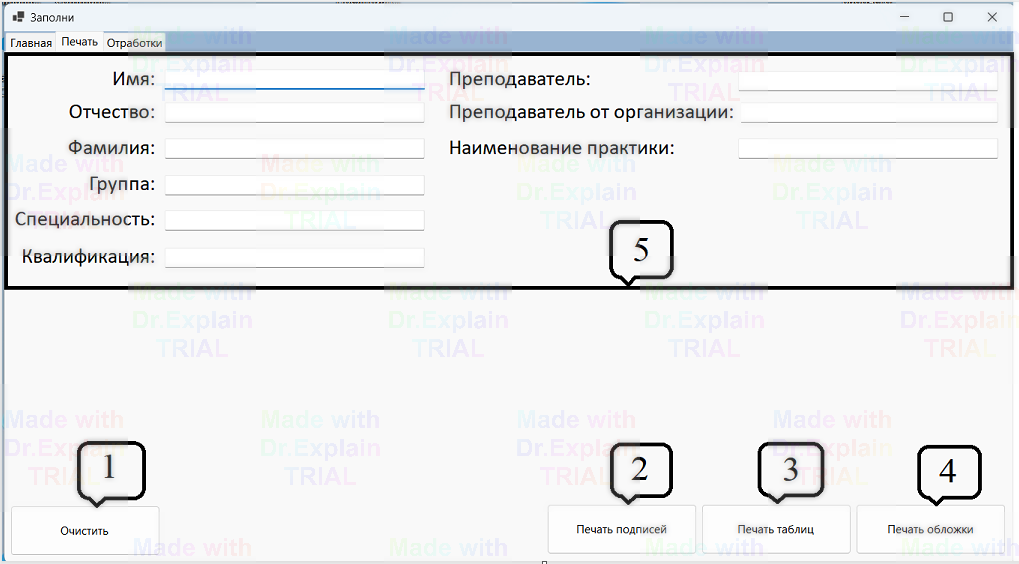 Заполни
Главная Печать Отработки
Имя: Преподаватель:
Отчество: Преподаватель от организации:
Фамилия: Наименование практики:
Группа:
Специальность:
Квалификация:
5
1 2 3 4
Очистить Печать подписей Печать таблиц Печать обложки
Made with Dr.Explain TRIAL